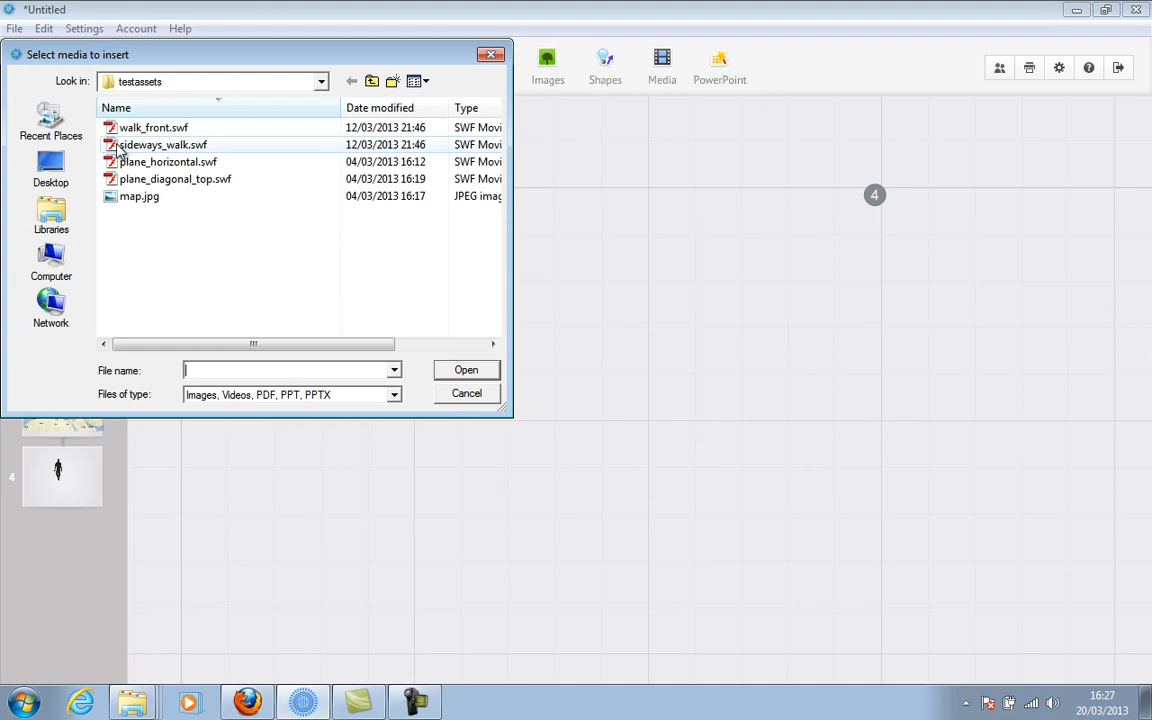 *Untitled
File Edit Settings Account Help
Select media to insert
Look in: testassets
Images Shapes Media PowerPoint
Name Date modified Type
walk_front.swf 12/03/2013 21:46 SWF Movi
sideways_walk.swf 12/03/2013 21:46 SWF Movi
plane_horizontal.swf 04/03/2013 16:12 SWF Movi
plane_diagonal_top.swf 04/03/2013 16:19 SWF Movi
map.jpg 04/03/2013 16:17 JPEG imag
Recent Places
Desktop
Libraries
Computer
Network
4
File name: Open
Files of type: Images, Videos, PDF, PPT, PPTX Cancel
4
16:27
20/03/2013